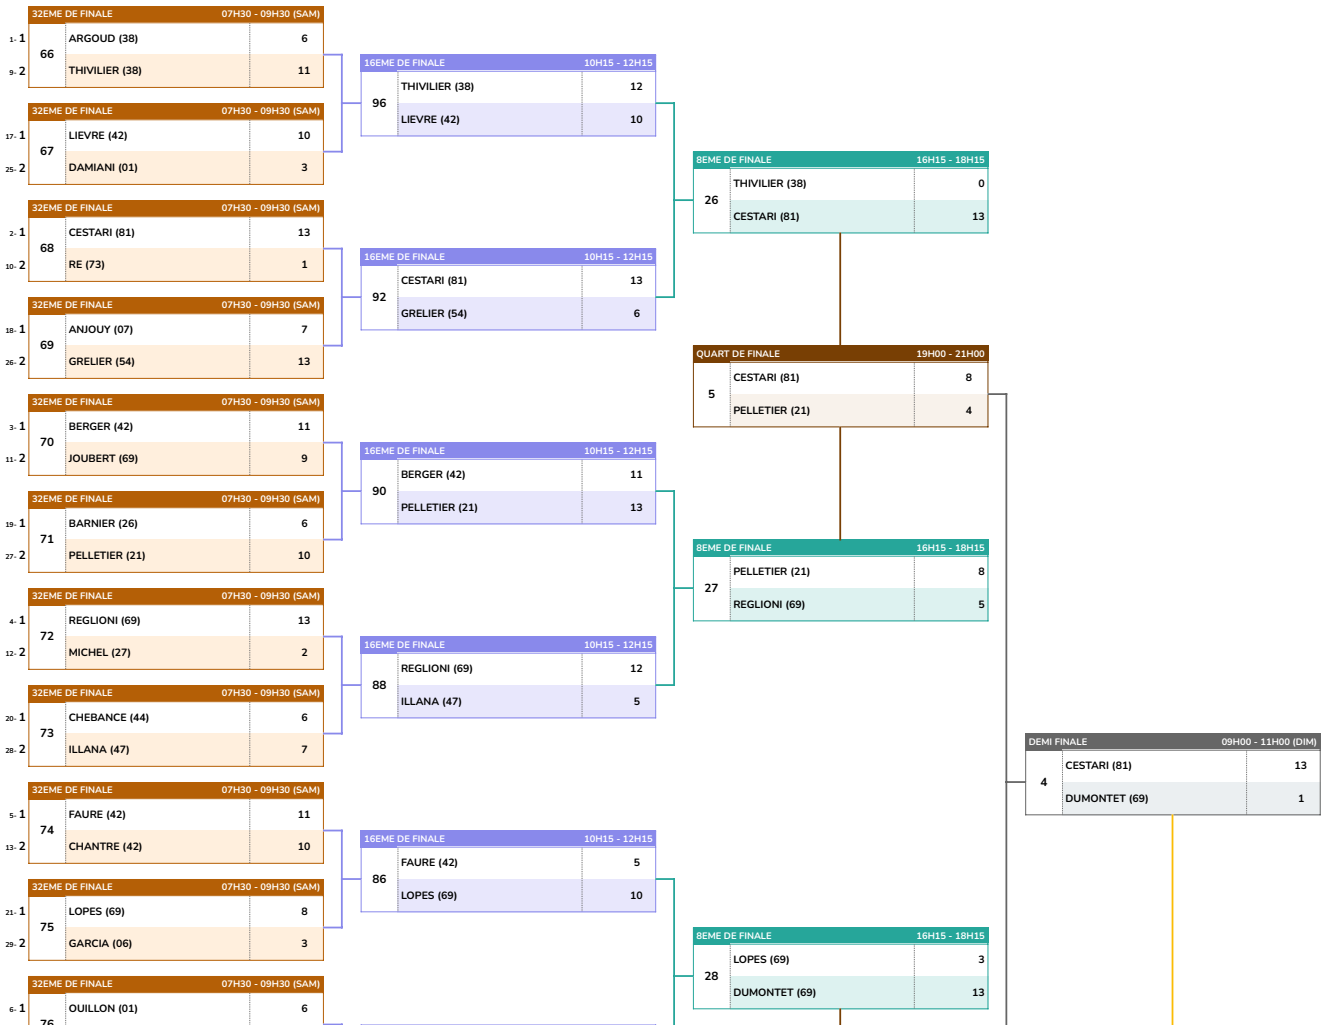 32EME DE FINALE 07H30 - 09H30 (SAM)
1- 1 ARGOUD (38) 6
66
9- 2 THIVILIER (38) 11
32EME DE FINALE 07H30 - 09H30 (SAM)
17- 1 LIEVRE (42) 10
67
25- 2 DAMIANI (01) 3
32EME DE FINALE 07H30 - 09H30 (SAM)
2- 1 CESTARI (81) 13
68
10- 2 RE (73) 1
32EME DE FINALE 07H30 - 09H30 (SAM)
18- 1 ANJOUY (07) 7
69
26- 2 GRELIER (54) 13
32EME DE FINALE 07H30 - 09H30 (SAM)
3- 1 BERGER (42) 11
70
11- 2 JOUBERT (69) 9
32EME DE FINALE 07H30 - 09H30 (SAM)
19- 1 BARNIER (26) 6
71
27- 2 PELLETIER (21) 10
32EME DE FINALE 07H30 - 09H30 (SAM)
4- 1 REGLIONI (69) 13
72
12- 2 MICHEL (27) 2
32EME DE FINALE 07H30 - 09H30 (SAM)
20- 1 CHEBANCE (44) 6
73
28- 2 ILLANA (47) 7
32EME DE FINALE 07H30 - 09H30 (SAM)
5- 1 FAURE (42) 11
74
13- 2 CHANTRE (42) 10
32EME DE FINALE 07H30 - 09H30 (SAM)
21- 1 LOPES (69) 8
75
29- 2 GARCIA (06) 3
32EME DE FINALE 07H30 - 09H30 (SAM)
6- 1 OUILLON (01) 6
76
16EME DE FINALE 10H15 - 12H15
THIVILIER (38) 12
96
LIEVRE (42) 10
16EME DE FINALE 10H15 - 12H15
CESTARI (81) 13
92
GRELIER (54) 6
16EME DE FINALE 10H15 - 12H15
BERGER (42) 11
90
PELLETIER (21) 13
16EME DE FINALE 10H15 - 12H15
REGLIONI (69) 12
88
ILLANA (47) 5
16EME DE FINALE 10H15 - 12H15
FAURE (42) 5
86
LOPES (69) 10
8EME DE FINALE 16H15 - 18H15
THIVILIER (38) 0
26
CESTARI (81) 13
QUART DE FINALE 19H00 - 21H00
CESTARI (81) 8
5
PELLETIER (21) 4
8EME DE FINALE 16H15 - 18H15
PELLETIER (21) 8
27
REGLIONI (69) 5
8EME DE FINALE 16H15 - 18H15
LOPES (69) 3
28
DUMONTET (69) 13
DEMI FINALE 09H00 - 11H00 (DIM)
CESTARI (81) 13
4
DUMONTET (69) 1